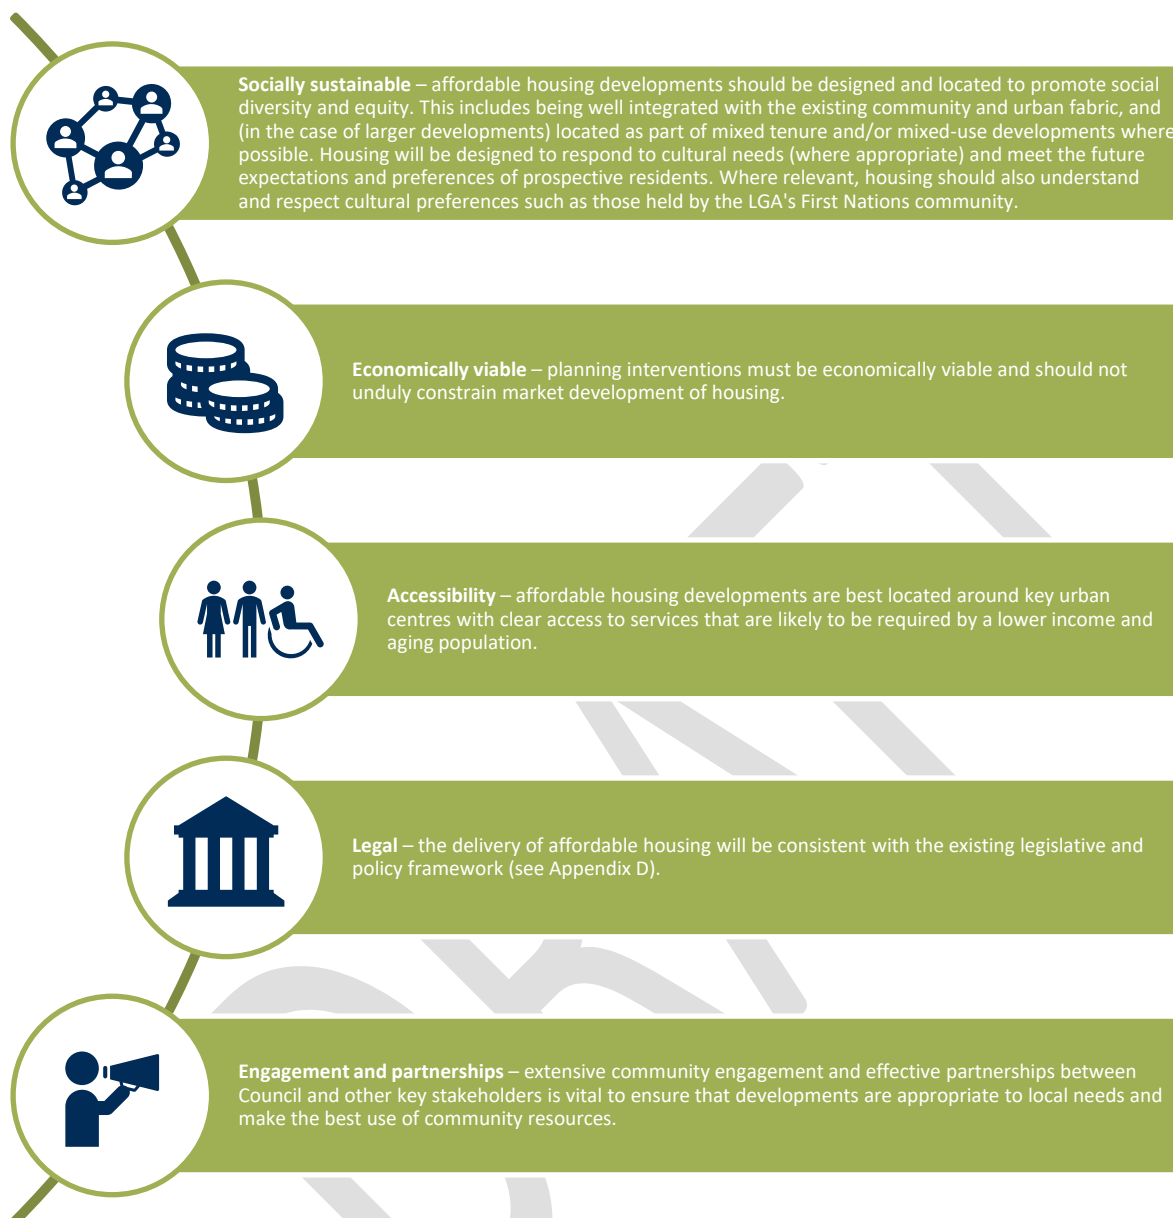 Socially sustainable – affordable housing developments should be designed and located to promote social
diversity and equity. This includes being well integrated with the existing community and urban fabric, and
(in the case of larger developments) located as part of mixed tenure and/or mixed-use developments where
possible. Housing will be designed to respond to cultural needs (where appropriate) and meet the future
expectations and preferences of prospective residents. Where relevant, housing should also understand
and respect cultural preferences such as those held by the LGA's First Nations community.
Economically viable – planning interventions must be economically viable and should not
unduly constrain market development of housing.
Accessibility – affordable housing developments are best located around key urban
centres with clear access to services that are likely to be required by a lower income and
aging population.
Legal – the delivery of affordable housing will be consistent with the existing legislative and
policy framework (see Appendix D).
Engagement and partnerships – extensive community engagement and effective partnerships between
Council and other key stakeholders is vital to ensure that developments are appropriate to local needs and
make the best use of community resources.